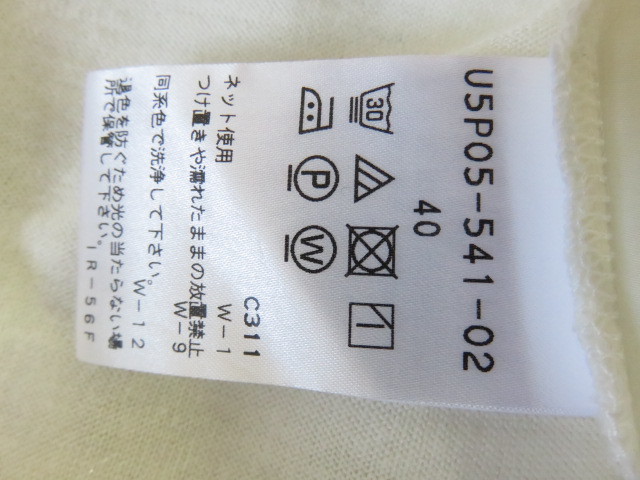 U5P05-541-02
40
30
P
W
C311
ネット使用 W-1
つけ置きや濡れたままの放置禁止
W-9
同系色で洗浄して下さい。
W-12
退色を防ぐため光の当たらない場
所で保管して下さい。
IR-56F